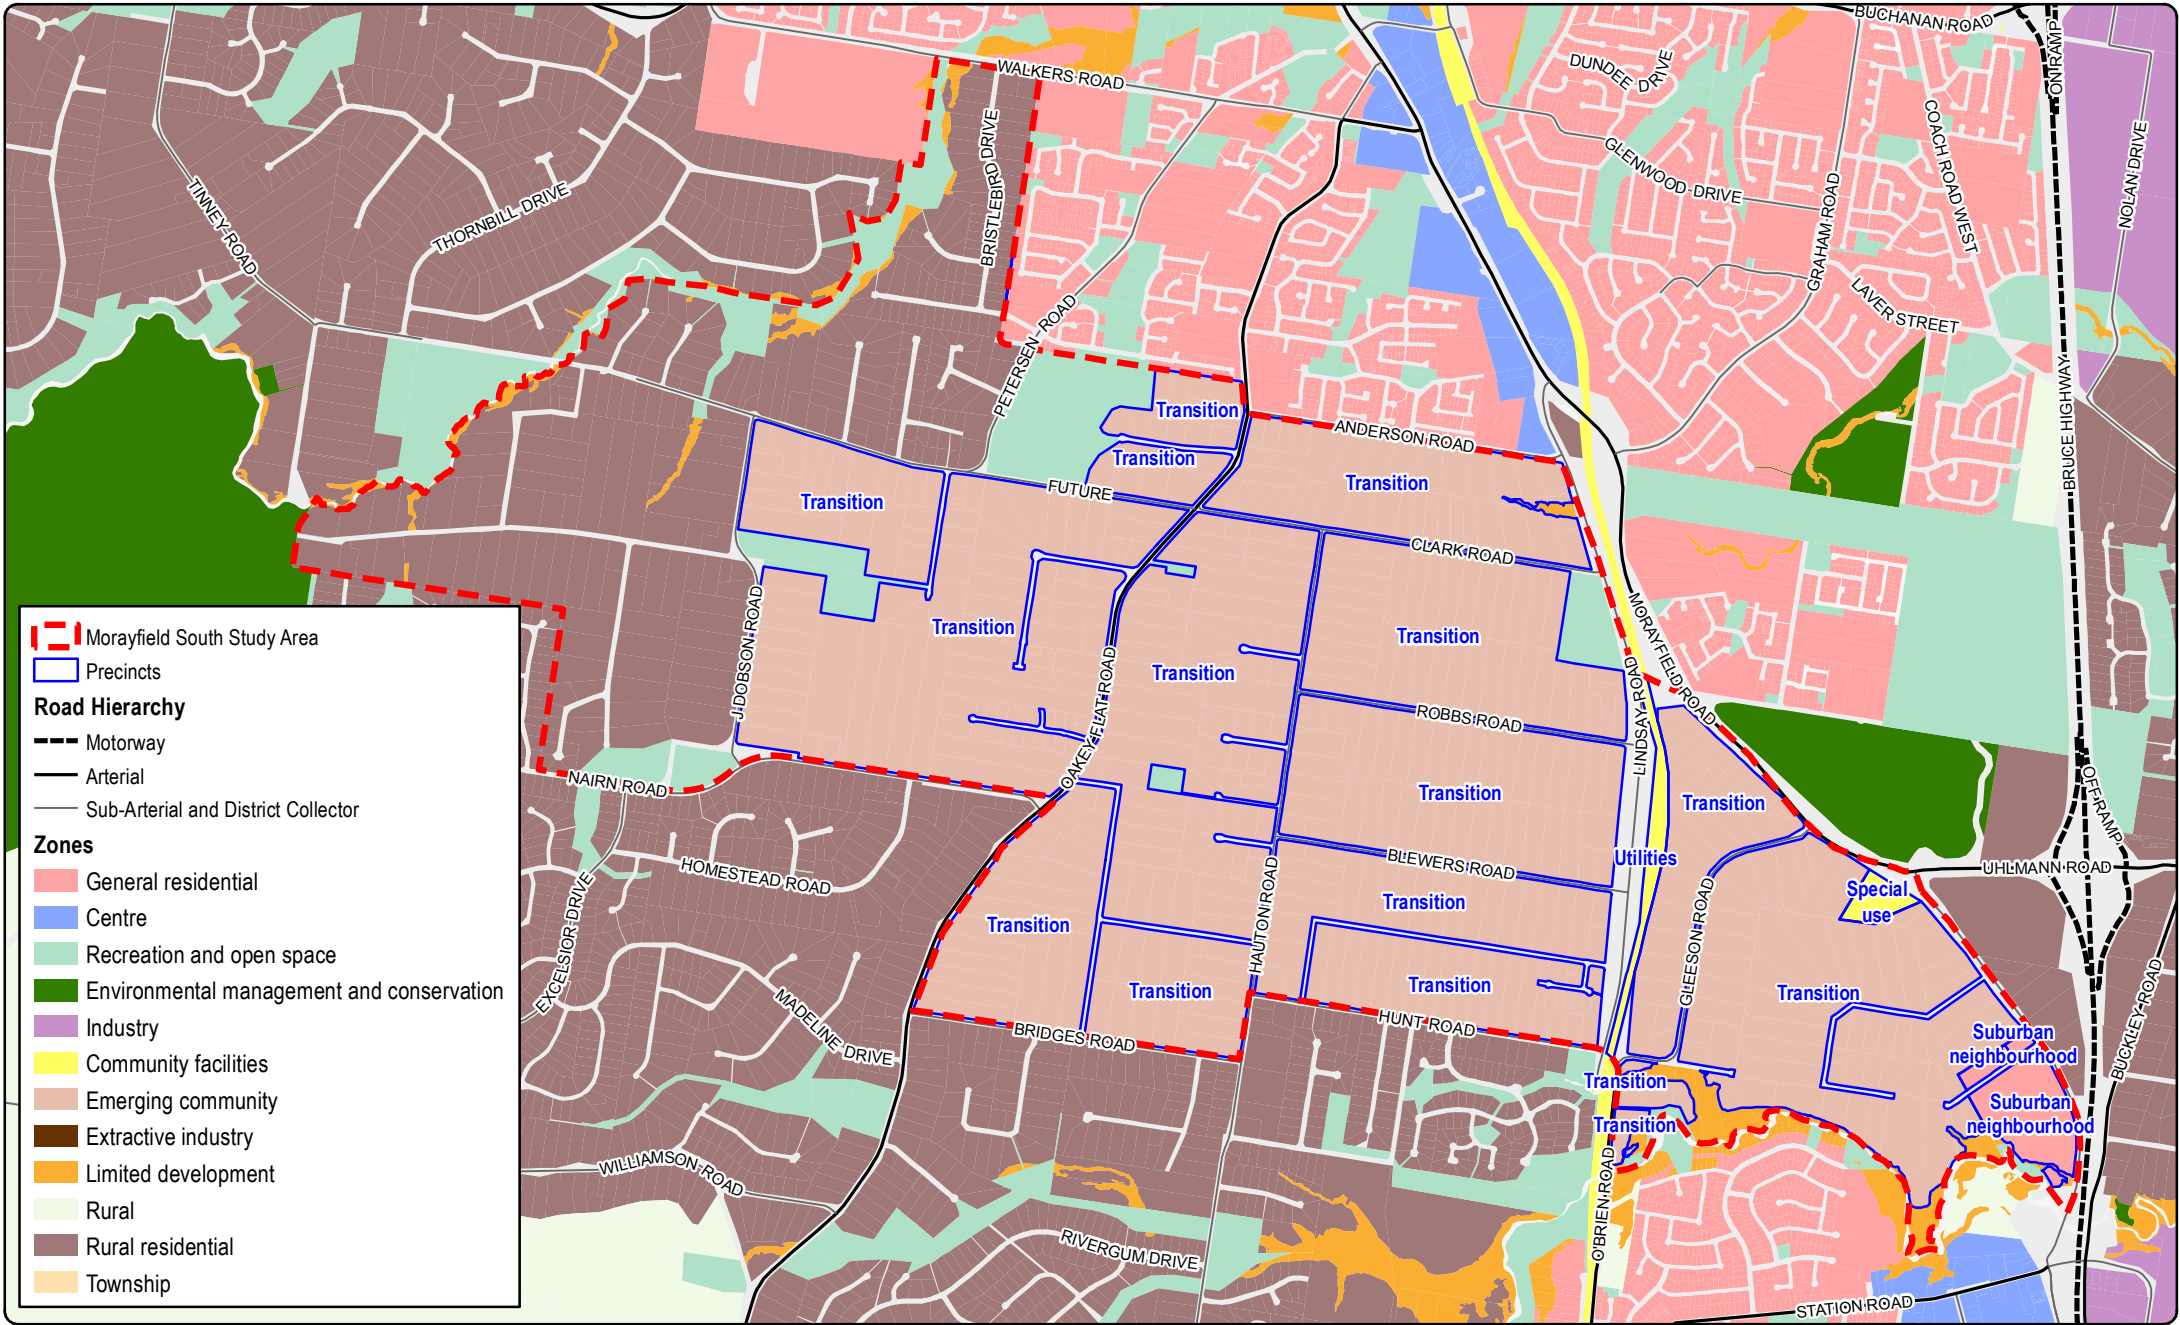 BUCHANAN ROAD
ON RAMP
WALKERS ROAD
DUNDEE DRIVE
COACH ROAD WEST
NOLAN DRIVE
BRISTLEBIRD DRIVE
GLENWOOD DRIVE
GRAHAM ROAD
TINNEY ROAD
THORNBILL DRIVE
LAVER STREET
PETERSEN ROAD
BRUCE HIGHWAY
Transition
ANDERSON ROAD
Transition
Transition
FUTURE
Transition
CLARK ROAD
J DOBSON ROAD
Transition
Transition
Transition
MORAYFIELD ROAD
LINDSAY ROAD
OAKEY FLAT ROAD
ROBBS ROAD
NAIRN ROAD
Transition
Transition
OFF RAMP
HOMESTEAD ROAD
BLEWERS ROAD
Utilities
UHLMANN ROAD
Special
use
EXCELSIOR DRIVE
HAUTON ROAD
Transition
GLEESON ROAD
Transition
Transition
Transition
Transition
MADELINE DRIVE
BRIDGES ROAD
HUNT ROAD
Suburban
neighbourhood
BUCKLEY ROAD
Transition
Suburban
neighbourhood
Transition
WILLIAMSON ROAD
O'BRIEN ROAD
RIVERGUM DRIVE
STATION ROAD
Morayfield South Study Area
Precincts
Road Hierarchy
Motorway
Arterial
Sub-Arterial and District Collector
Zones
General residential
Centre
Recreation and open space
Environmental management and conservation
Industry
Community facilities
Emerging community
Extractive industry
Limited development
Rural
Rural residential
Township